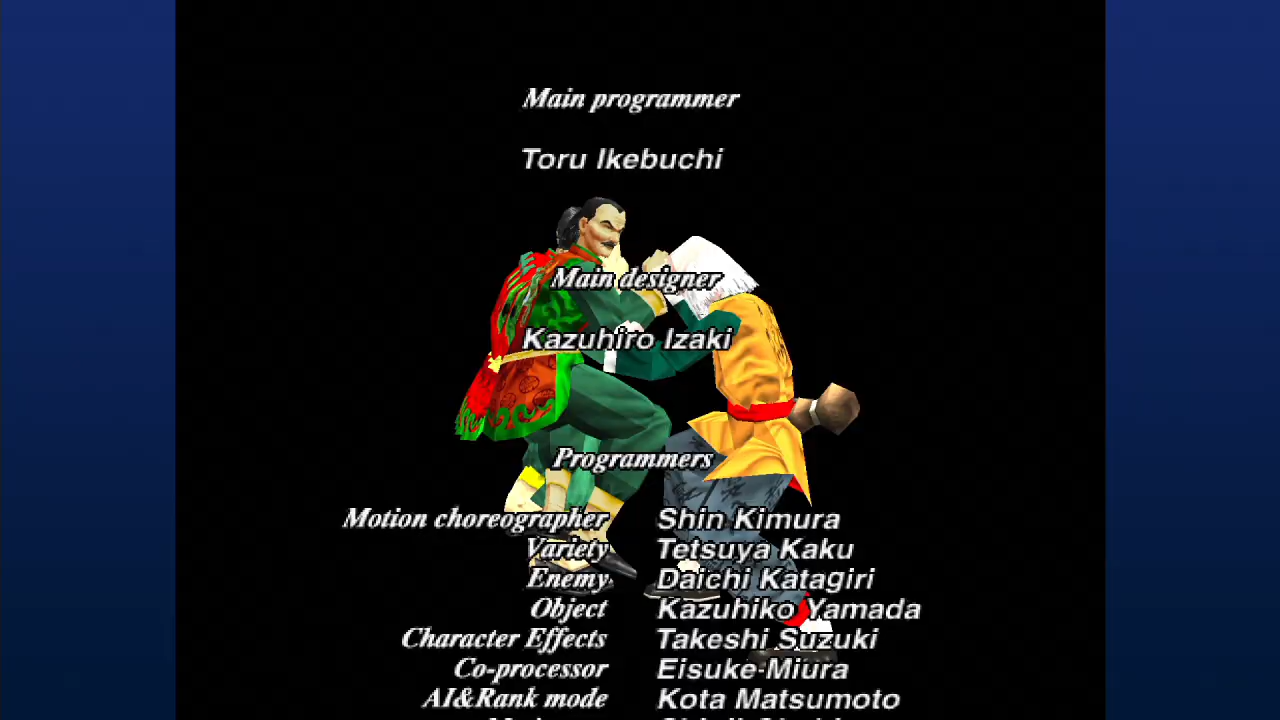 Main programmer
Toru Ikebuchi
Main designer
Kazuhiro Izaki
Programmers
Motion choreographer Shin Kimura
Variety Tetsuya Kaku
Enemy Daichi Katagiri
Object Kazuhiko Yamada
Character Effects Takeshi Suzuki
Co-processor Eisuke-Miura
AI&Rank mode Kota Matsumoto